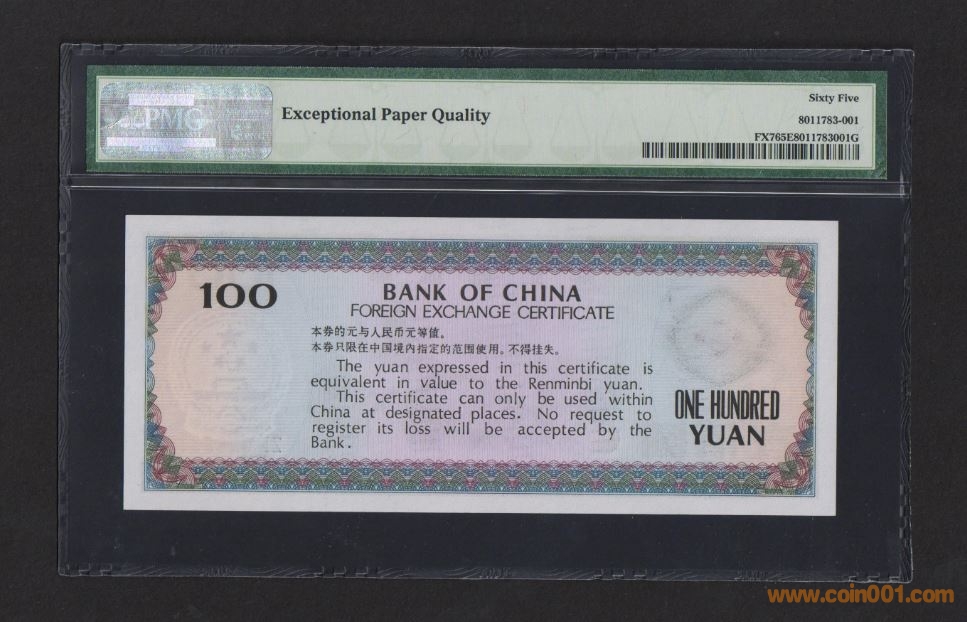 PMG
Exceptional Paper Quality
Sixty Five
8011783-001
FX765E8011783001G
100
BANK OF CHINA
FOREIGN EXCHANGE CERTIFICATE
本券的元与人民币元等值。
本券只限在中国境内指定的范围使用。不得挂失。
The yuan expressed in this certificate is
equivalent in value to the Renminbi yuan.
This certificate can only be used within
China at designated places. No request to
register its loss will be accepted by the
Bank.
ONE HUNDRED
YUAN
www.coin001.com